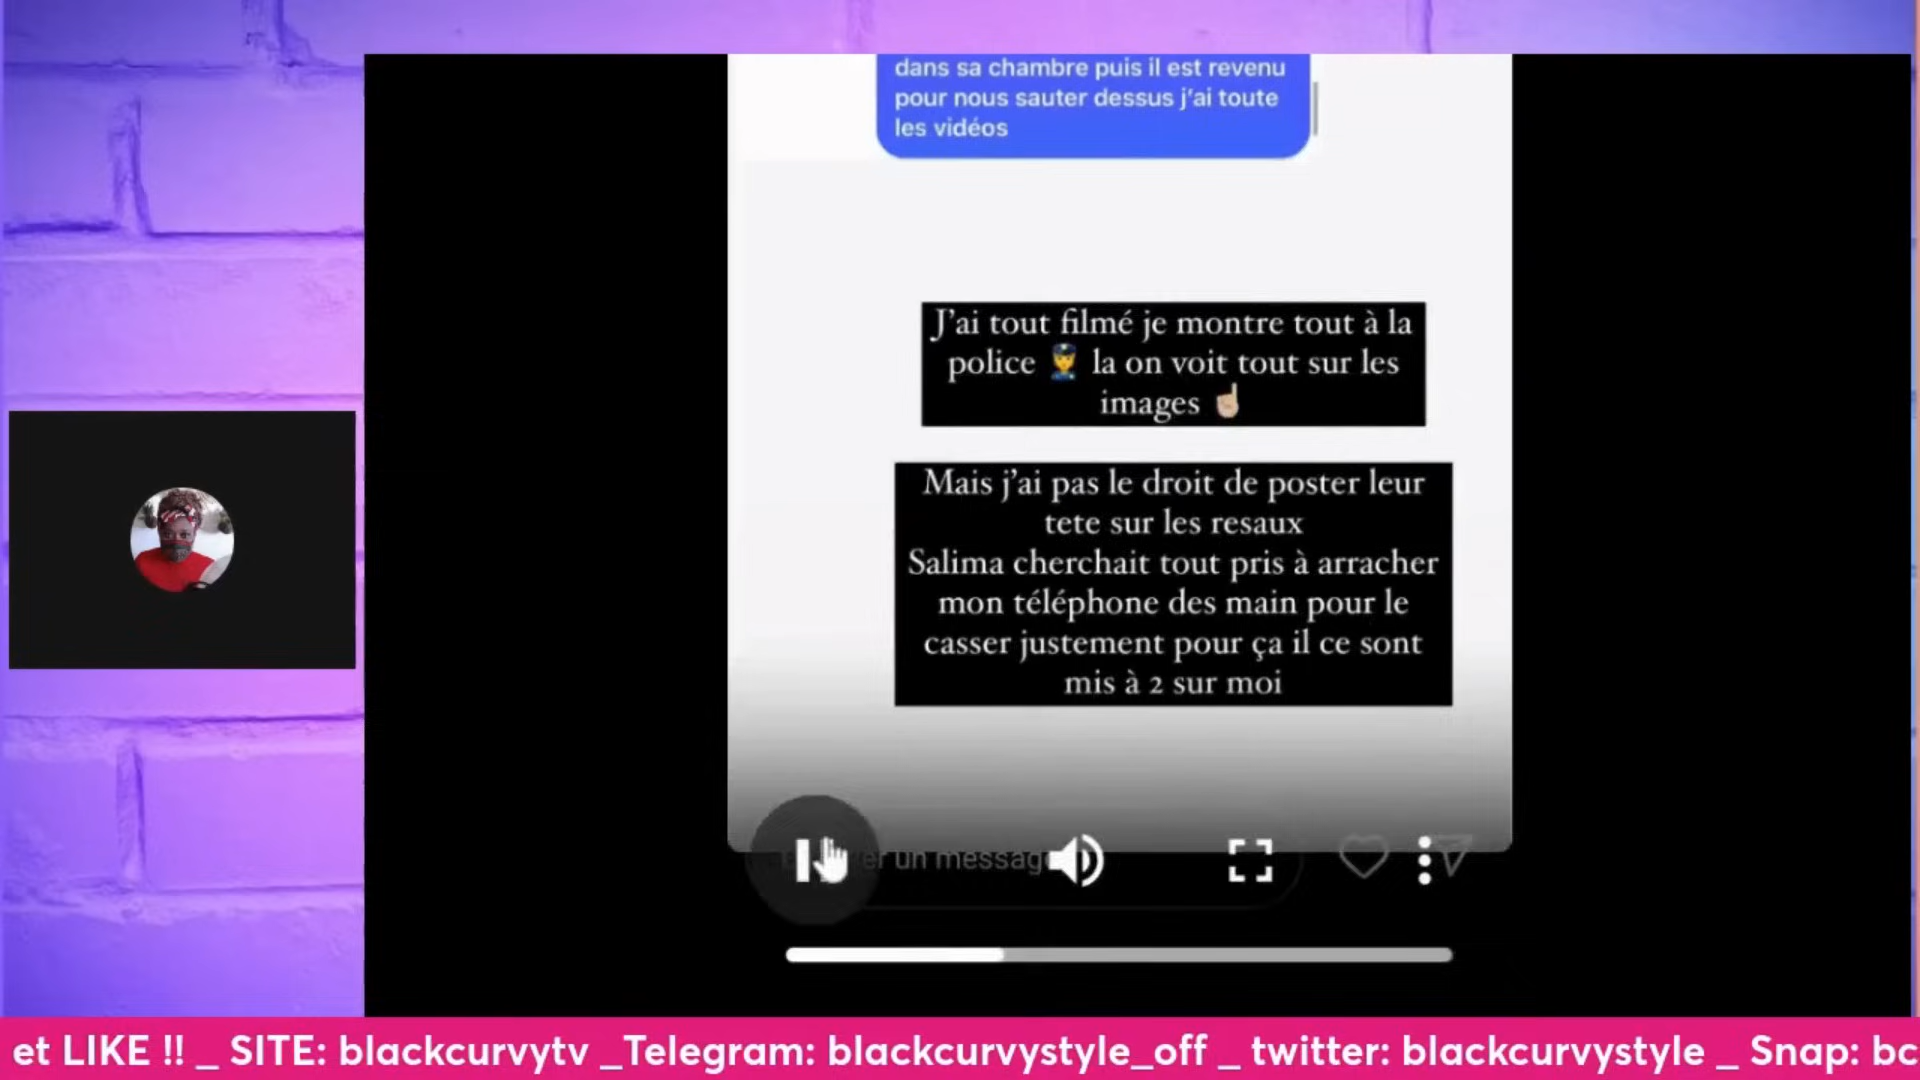 dans sa chambre puis il est revenu
pour nous sauter dessus j'ai toute
les vidéos
J'ai tout filmé je montre tout à la
police 👮 la on voit tout sur les
images ☝🏼
Mais j'ai pas le droit de poster leur
tete sur les resaux
Salima cherchait tout pris à arracher
mon téléphone des main pour le
casser justement pour ça il ce sont
mis à 2 sur moi
un message
et LIKE !! _ SITE: blackcurvytv _Telegram: blackcurvystyle_off _ twitter: blackcurvystyle _ Snap: bc